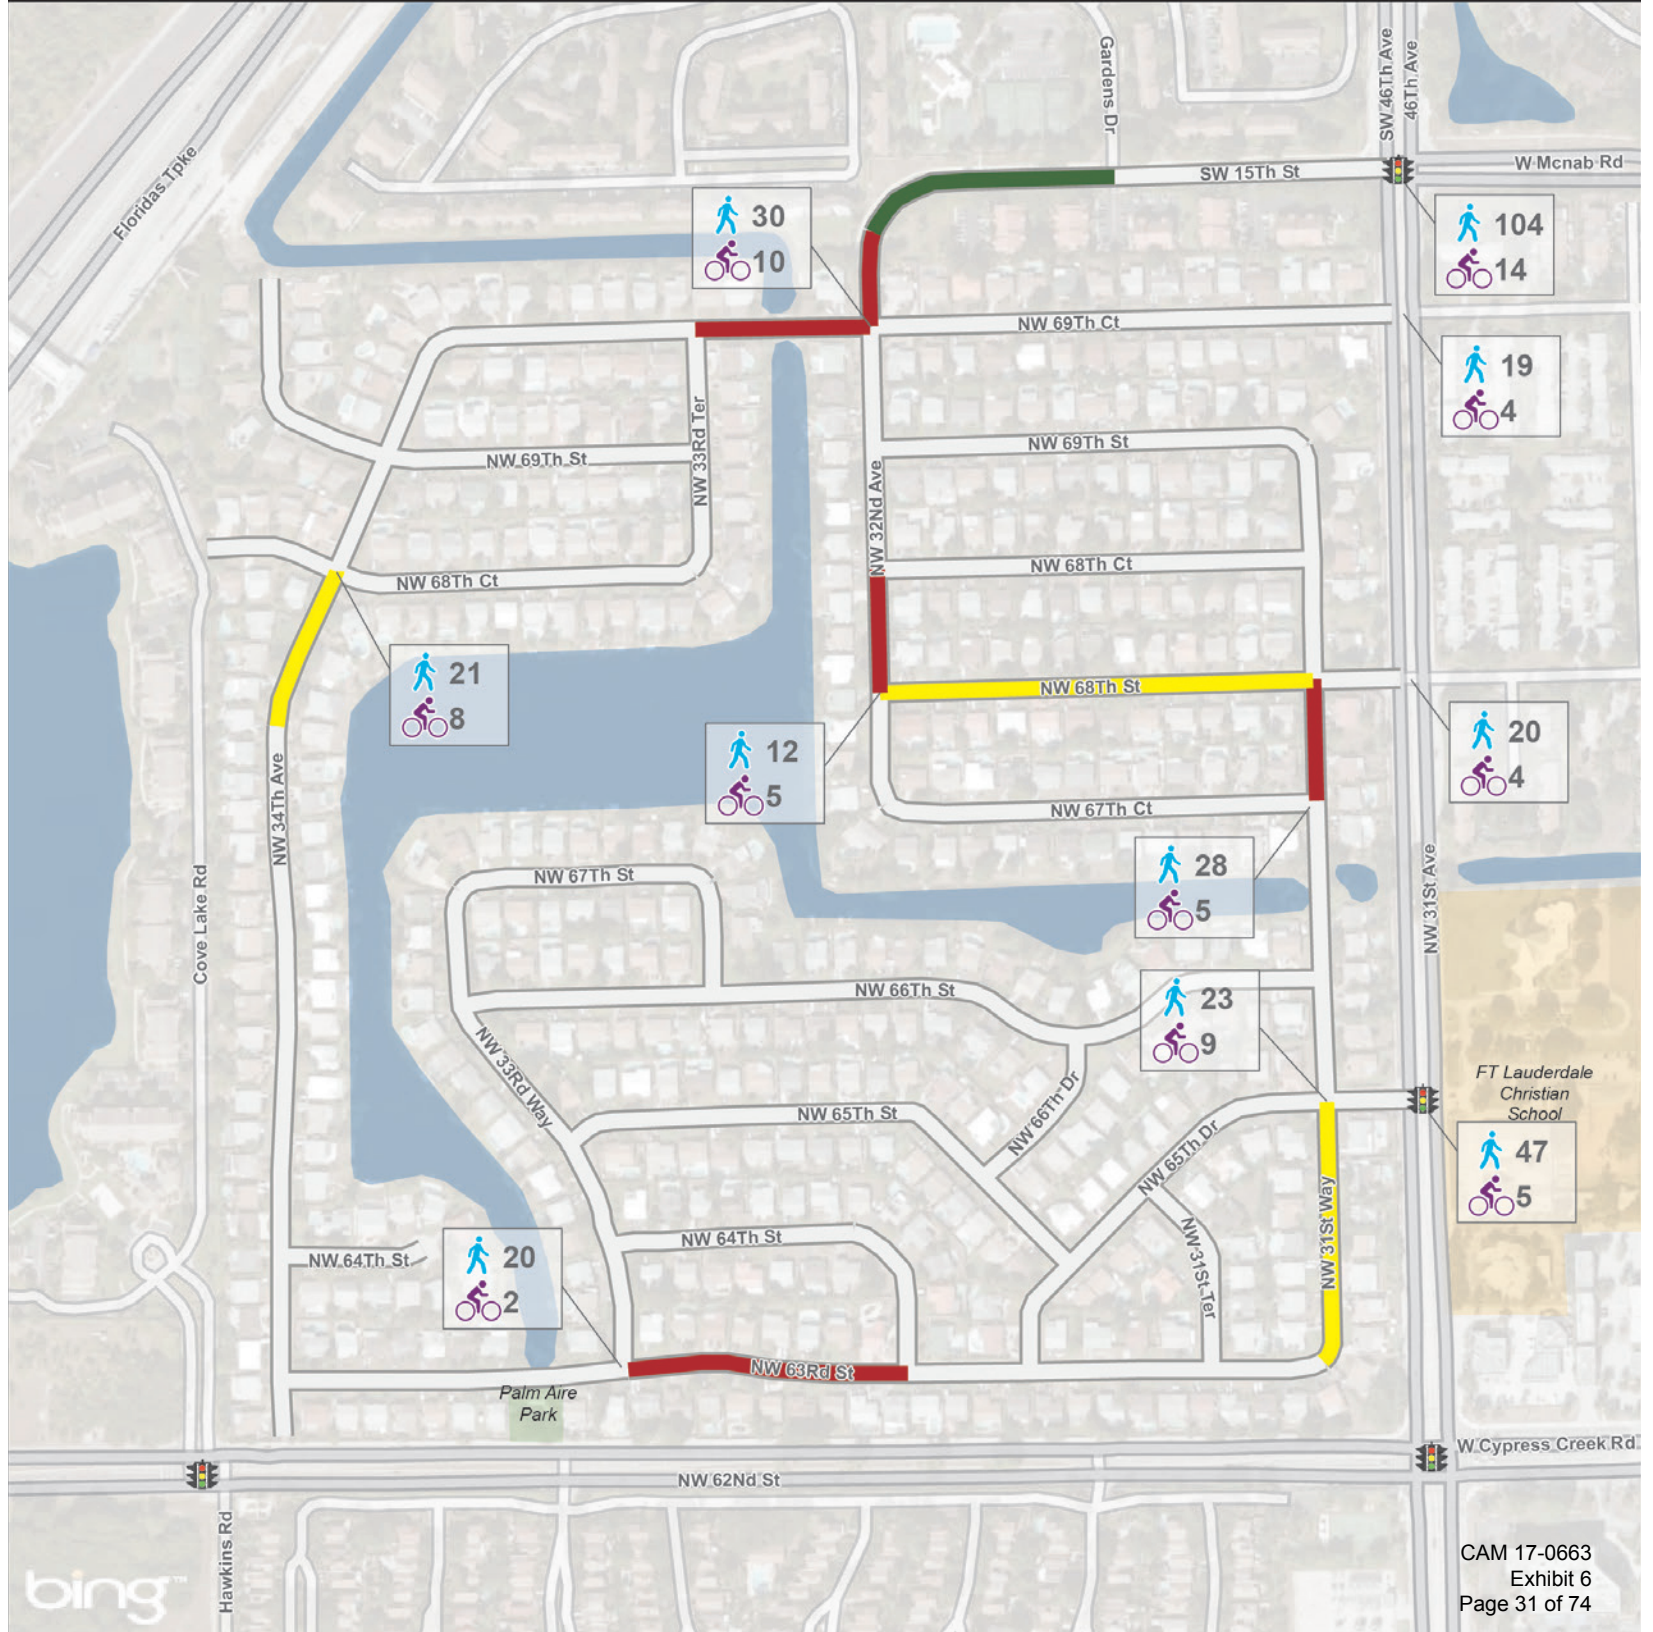 SW 46Th Ave
46Th Ave
Gardens Dr
Floridas Tpke
W Mcnab Rd
SW 15Th St
30
10
104
14
NW 69Th Ct
19
4
NW 33Rd Ter
NW 69Th St
NW 69Th St
NW 32Nd Ave
NW 68Th Ct
NW 68Th Ct
21
8
NW 68Th St
12
5
20
4
NW 34Th Ave
NW 67Th Ct
28
5
NW 67Th St
Cove Lake Rd
NW 31St Ave
NW 66Th St
23
9
NW 33Rd Way
NW 66Th Dr
FT Lauderdale
Christian
School
NW 65Th St
NW 65Th Dr
47
5
NW 31St Way
NW 31St Ter
NW 64Th St
NW 64Th St
20
2
NW 63Rd St
Palm Aire
Park
W Cypress Creek Rd
NW 62Nd St
Hawkins Rd
bing™
CAM 17-0663
Exhibit 6
Page 31 of 74